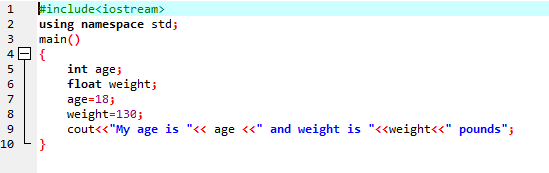 1 #include<iostream>
2 using namespace std;
3 main()
4 {
5 int age;
6 float weight;
7 age=18;
8 weight=130;
9 cout<<"My age is "<< age <<" and weight is "<<weight<<" pounds";
10 }